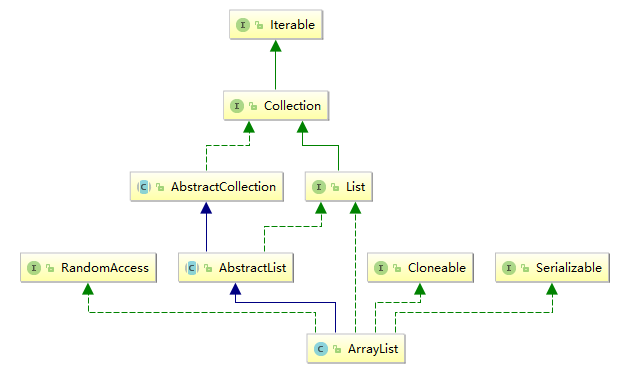 I Iterable
I Collection
C AbstractCollection
I List
I RandomAccess
C AbstractList
I Cloneable
I Serializable
C ArrayList